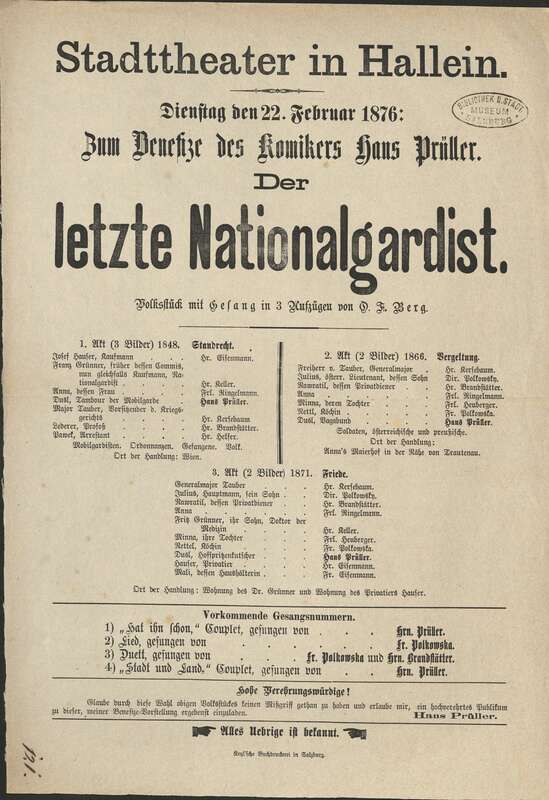 Stadttheater in Hallein.
Dienstag den 22. Februar 1876:
BIBLIOTHEK D. STADT.
MUSEUM
SALZBURG
Zum Benefize des Komikers Hans Prüller.
Der
letzte Nationalgardist.
Volksstück mit Gesang in 3 Aufzügen von O. F. Berg.
1. Akt (3 Bilder) 1848. Standrecht.
Josef Hauser, Kaufmann . . Hr. Eisenmann.
Franz Grünner, früher dessen Commis,
nun gleichfalls Kaufmann, Na-
tionalgardist . . . . Hr. Keller.
Anna, dessen Frau . . . Frl. Ringelmann.
Dusl, Tambour der Mobilgarde . Hans Prüller.
Major Tauber, Vorsitzender d. Kriegs-
gerichts . . . . Hr. Kersebaum
Lederer, Profoß . . . Hr. Brandstätter.
Pawek, Arrestant . . . Hr. Helfer.
Mobilgardisten. Ordonnanzen. Gefangene. Volk.
Ort der Handlung: Wien.
2. Akt (2 Bilder) 1866. Vergeltung.
Freiherr v. Tauber, Generalmajor . Hr. Kersebaum.
Julius, österr. Lieutenant, dessen Sohn Dir. Polkowsky.
Nawratil, dessen Privatdiener . . Hr. Brandstätter.
Anna . . . . . Frl. Ringelmann.
Minna, deren Tochter . . . Frl. Heuberger.
Nettl, Köchin . . . . Fr. Polkowska.
Dusl, Vagabund . . . . Hans Prüller.
Soldaten, österreichische und preußische.
Ort der Handlung:
Anna's Maierhof in der Nähe von Trautenau.
3. Akt (2 Bilder) 1871. Friede.
Generalmajor Tauber . . . Hr. Kersebaum.
Julius, Hauptmann, sein Sohn . . Dir. Polkowsky.
Nawratil, dessen Privatdiener . . Hr. Brandstätter.
Anna . . . . . Frl. Ringelmann.
Fritz Grünner, ihr Sohn, Doktor der
Medizin . . . . Hr. Keller.
Minna, ihre Tochter . . . Frl. Heuberger.
Nettel, Köchin . . . . Fr. Polkowska.
Dusl, Hofspritzenkutscher . . . Hans Prüller.
Hauser, Privatier . . . Hr. Eisenmann.
Mali, dessen Haushälterin . . . Fr. Eisenmann.
Ort der Handlung: Wohnung des Dr. Grünner und Wohnung des Privatiers Hauser.
Vorkommende Gesangsnummern.
1) „Hat ihn schon,“ Couplet, gesungen von . . . Hrn. Prüller.
2) Lied, gesungen von . . . . . Fr. Polkowska.
3) Duett, gesungen von . . . Fr. Polkowska und Hrn. Brandstätter.
4) „Stadt und Land,“ Couplet, gesungen von . . . Hrn. Prüller.
Hohe Verehrungswürdige!
Glaube durch diese Wahl obigen Volksstückes keinen Mißgriff gethan zu haben und erlaube mir, ein hochverehrtes Publikum
zu dieser, meiner Benefize-Vorstellung ergebenst einzuladen. Hans Prüller.
Alles Uebrige ist bekannt.
121.